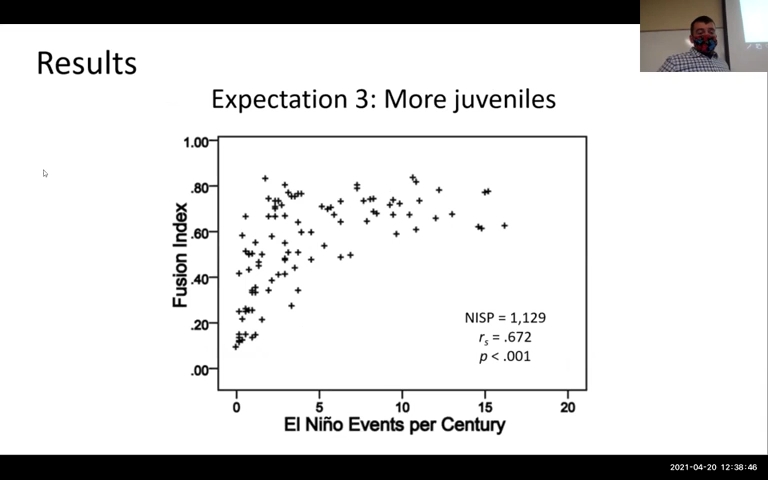 Results
Expectation 3: More juveniles
1.00
.80
.60
.40
.20
.00
Fusion Index
NISP = 1,129
rs = .672
p < .001
0 5 10 15 20
El Niño Events per Century
2021-04-20 12:38:46